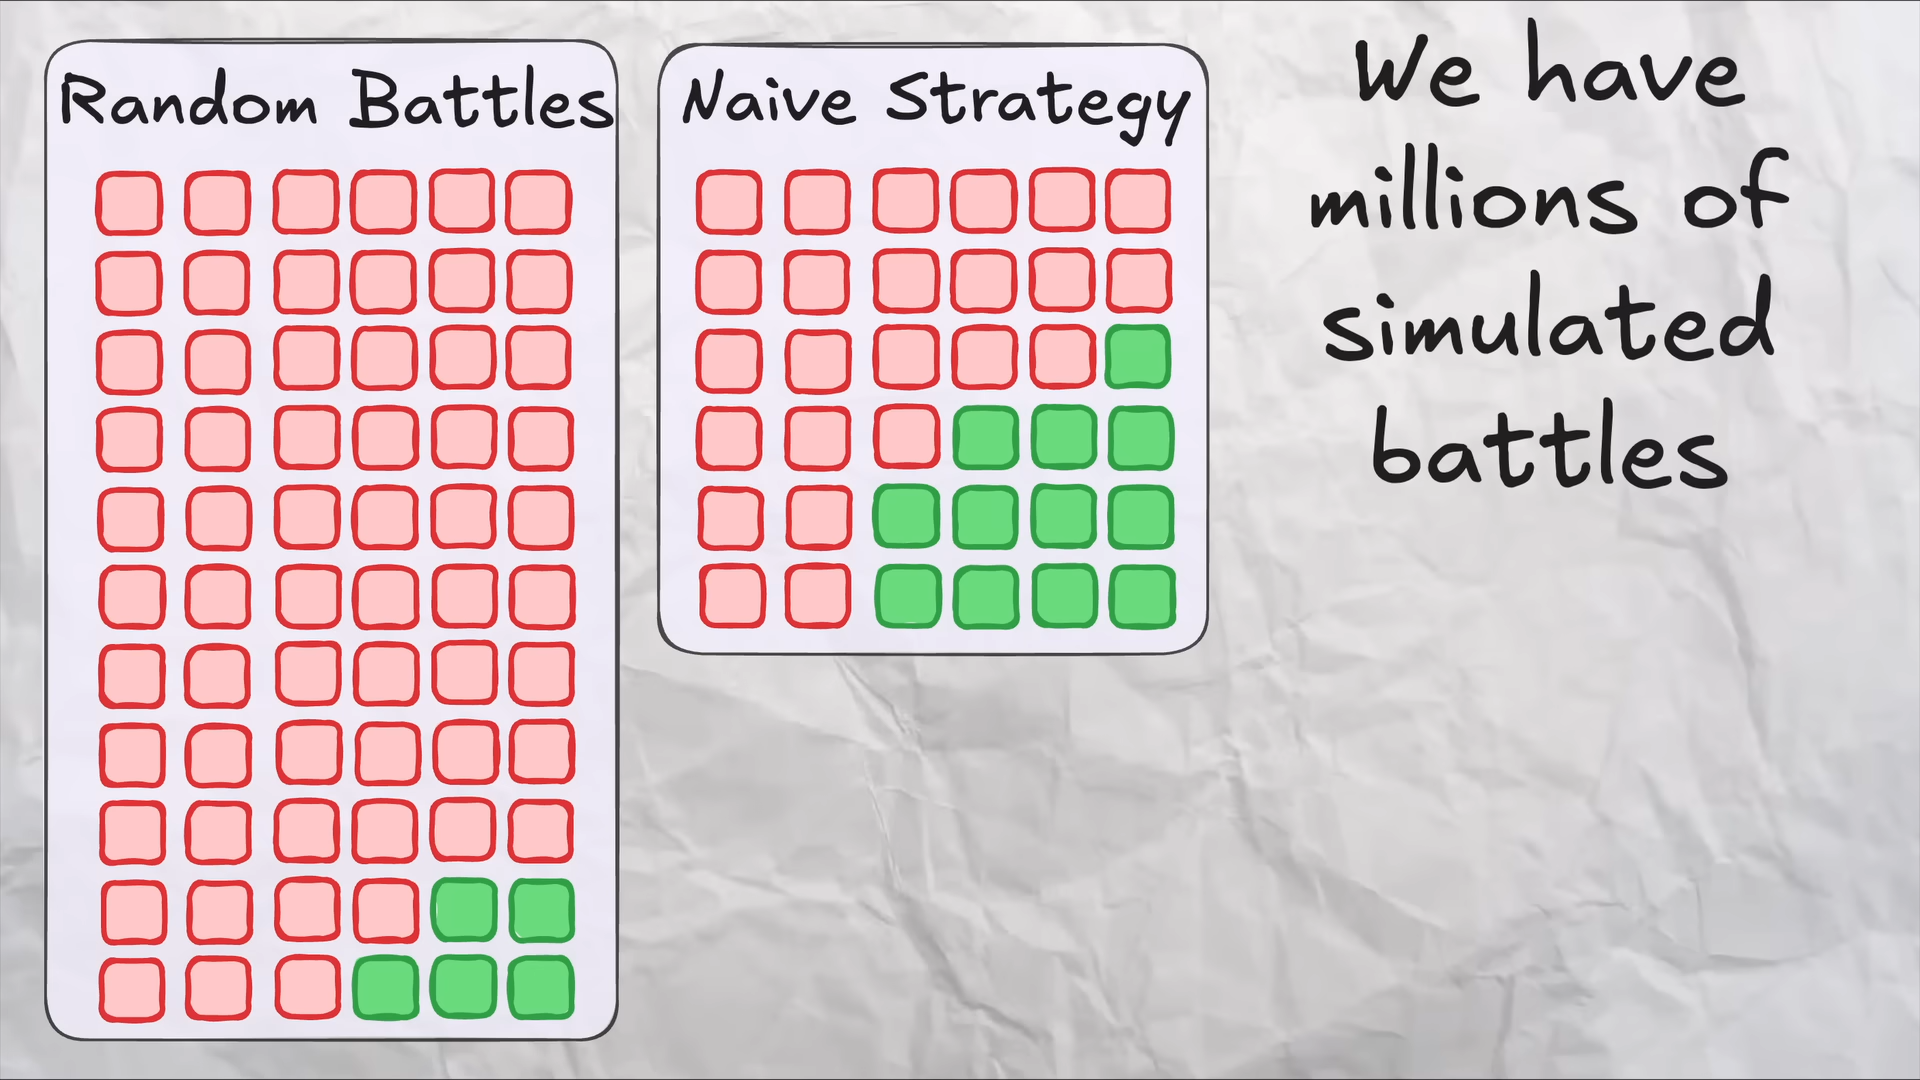 Random Battles
Naive Strategy
We have
millions of
simulated
battles